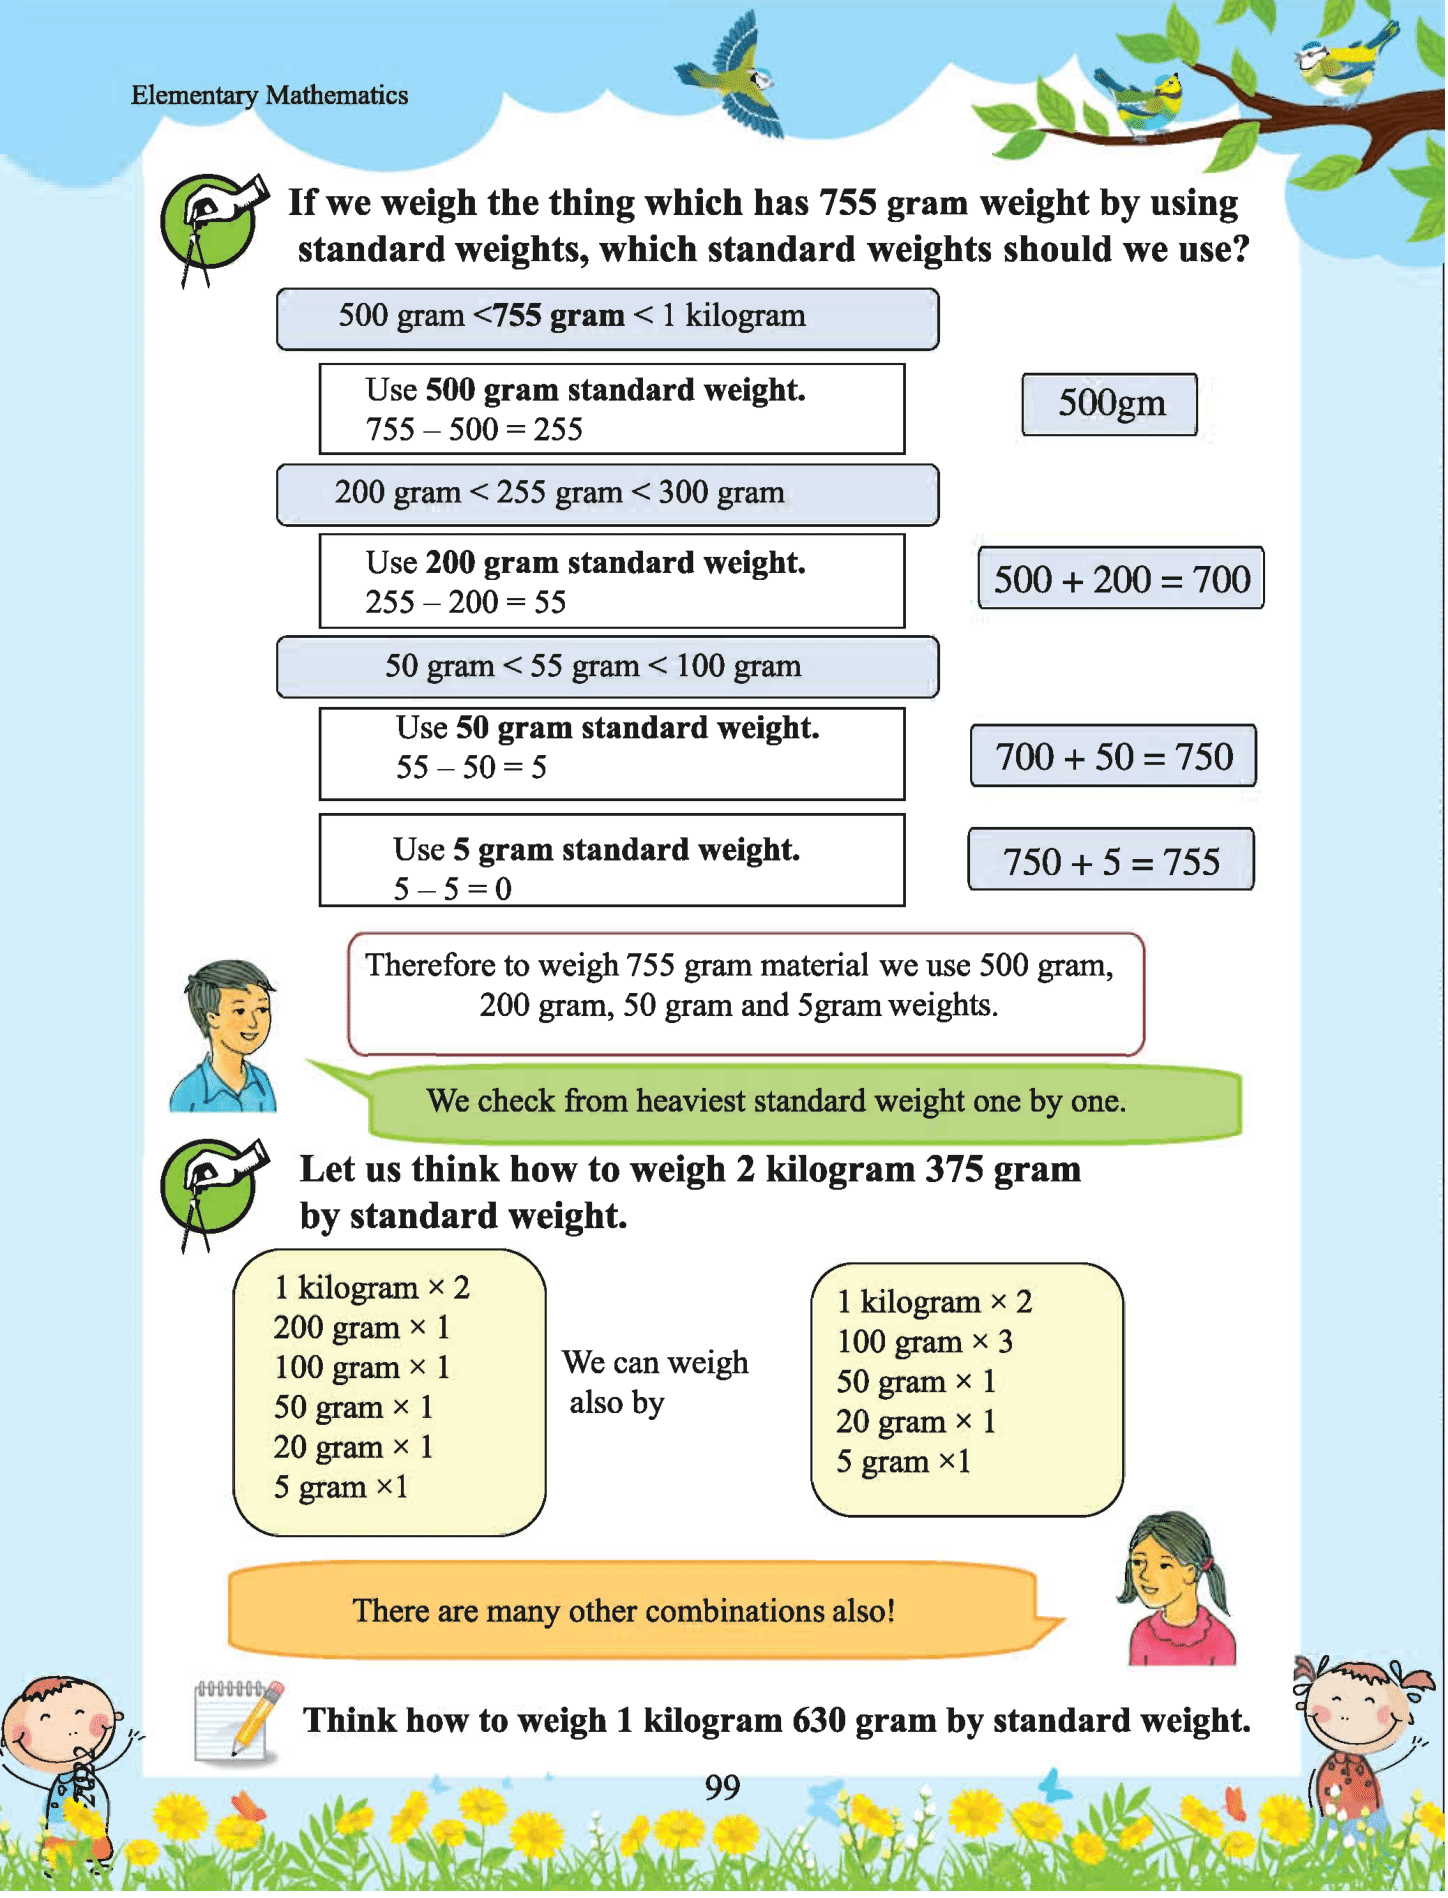 Elementary Mathematics
If we weigh the thing which has 755 gram weight by using
standard weights, which standard weights should we use?
500 gram <755 gram < 1 kilogram
Use 500 gram standard weight.
755 – 500 = 255
500gm
200 gram < 255 gram < 300 gram
Use 200 gram standard weight.
255 – 200 = 55
500 + 200 = 700
50 gram < 55 gram < 100 gram
Use 50 gram standard weight.
55 – 50 = 5
700 + 50 = 750
Use 5 gram standard weight.
5 – 5 = 0
750 + 5 = 755
Therefore to weigh 755 gram material we use 500 gram,
200 gram, 50 gram and 5gram weights.
We check from heaviest standard weight one by one.
Let us think how to weigh 2 kilogram 375 gram
by standard weight.
1 kilogram × 2
200 gram × 1
100 gram × 1
50 gram × 1
20 gram × 1
5 gram ×1
We can weigh
also by
1 kilogram × 2
100 gram × 3
50 gram × 1
20 gram × 1
5 gram ×1
There are many other combinations also!
Think how to weigh 1 kilogram 630 gram by standard weight.
99